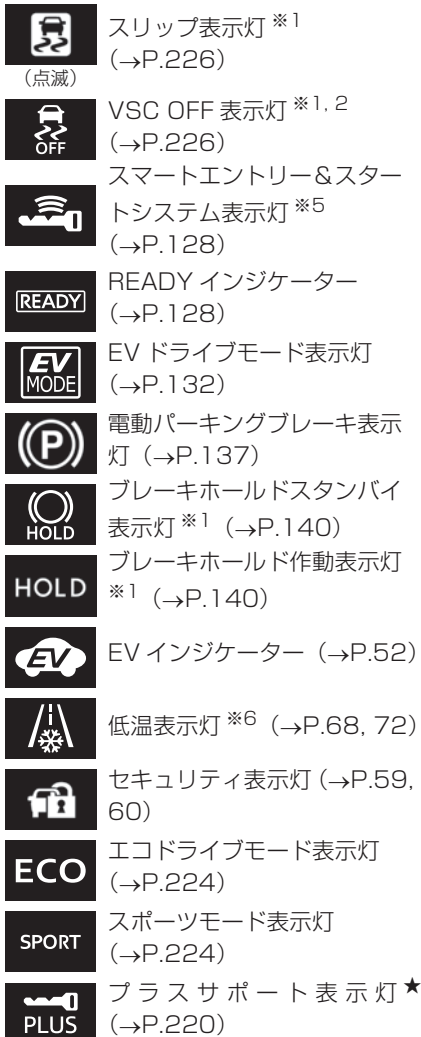 スリップ表示灯 ※1
(→P.226)
(点滅)
OFF
VSC OFF 表示灯 ※1, 2
(→P.226)
スマートエントリー＆スター
トシステム表示灯 ※5
(→P.128)
READY
READY インジケーター
(→P.128)
EV
MODE
EV ドライブモード表示灯
(→P.132)
P
電動パーキングブレーキ表示
灯（→P.137）
HOLD
ブレーキホールドスタンバイ
表示灯 ※1（→P.140）
HOLD
ブレーキホールド作動表示灯
※1（→P.140）
EV
EV インジケーター（→P.52）
低温表示灯 ※6（→P.68, 72）
セキュリティ表示灯（→P.59,
60）
ECO
エコドライブモード表示灯
（→P.224）
SPORT
スポーツモード表示灯
（→P.224）
PLUS
プラスサポート表示灯★
（→P.220）